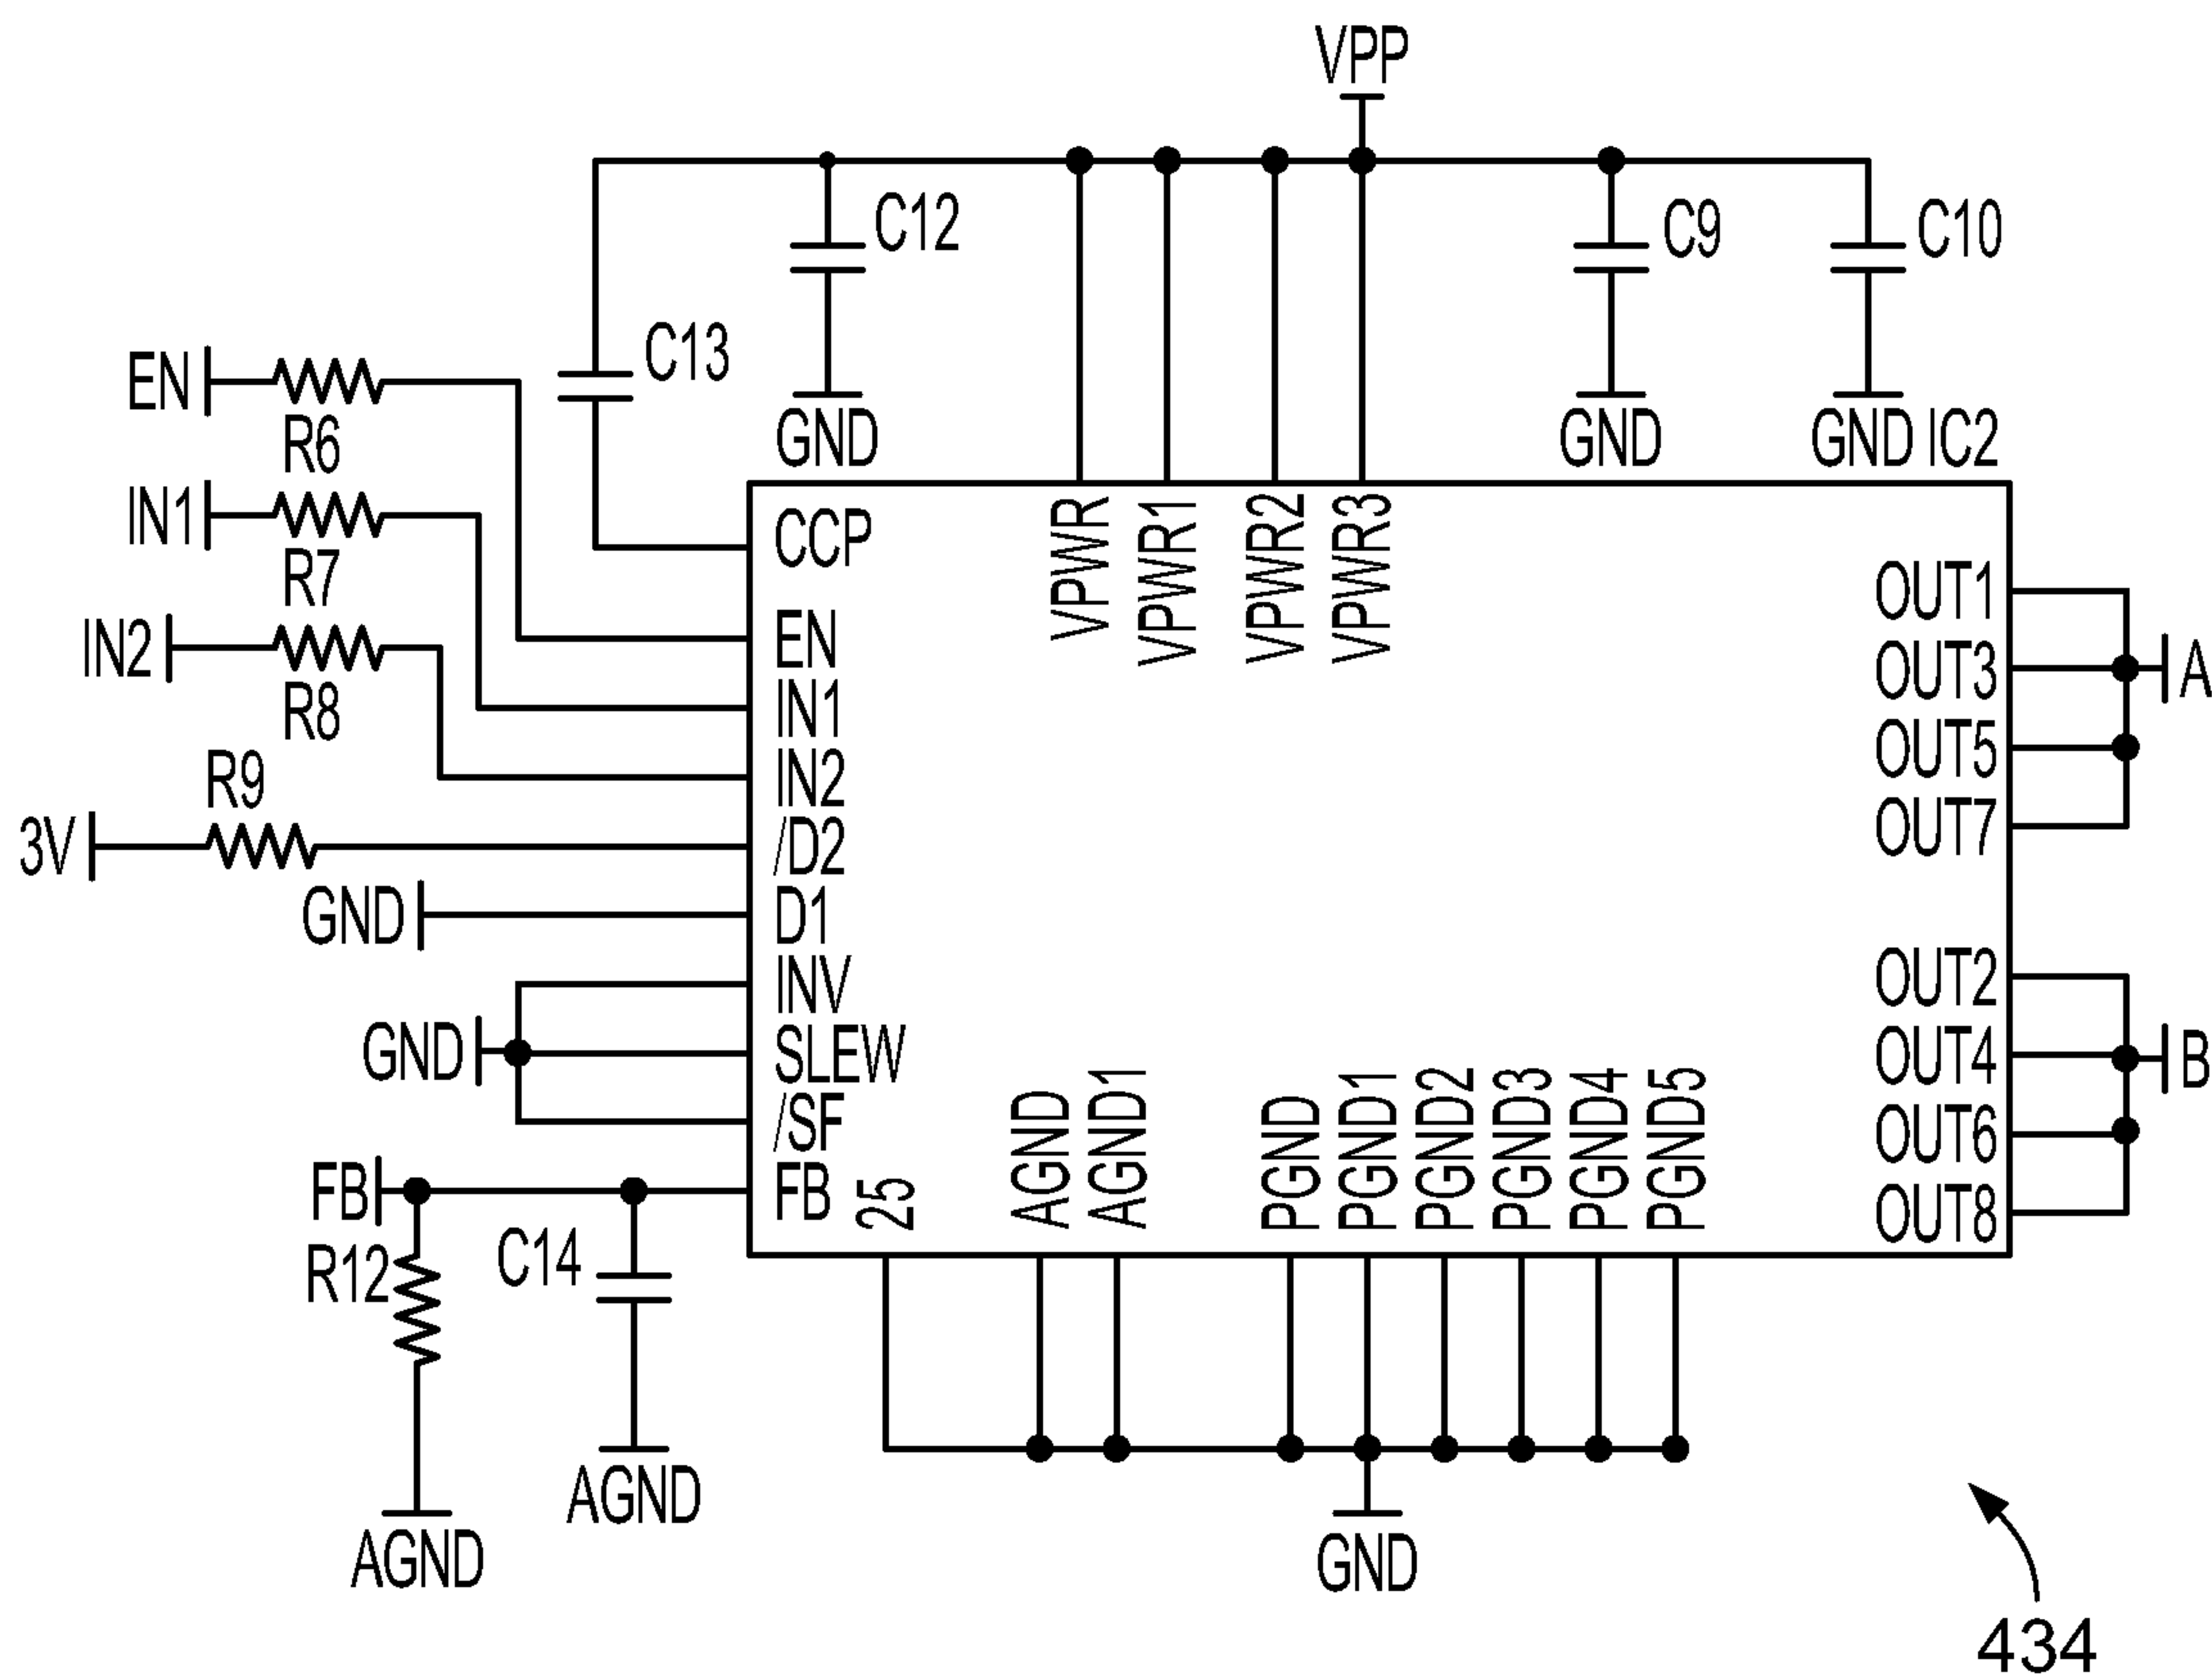 VPP
C12
C9
C10
C13
EN
R6
GND
GND
GND
IC2
IN1
R7
IN2
R8
R9
3V
GND
GND
FB
R12
C14
AGND
AGND
CCP
EN
IN1
IN2
/D2
D1
INV
SLEW
/SF
FB
25
VPWR
VPWR1
VPWR2
VPWR3
AGND
AGND1
PGND
PGND1
PGND2
PGND3
PGND4
PGND5
OUT1
OUT3
OUT5
OUT7
OUT2
OUT4
OUT6
OUT8
A
B
GND
434